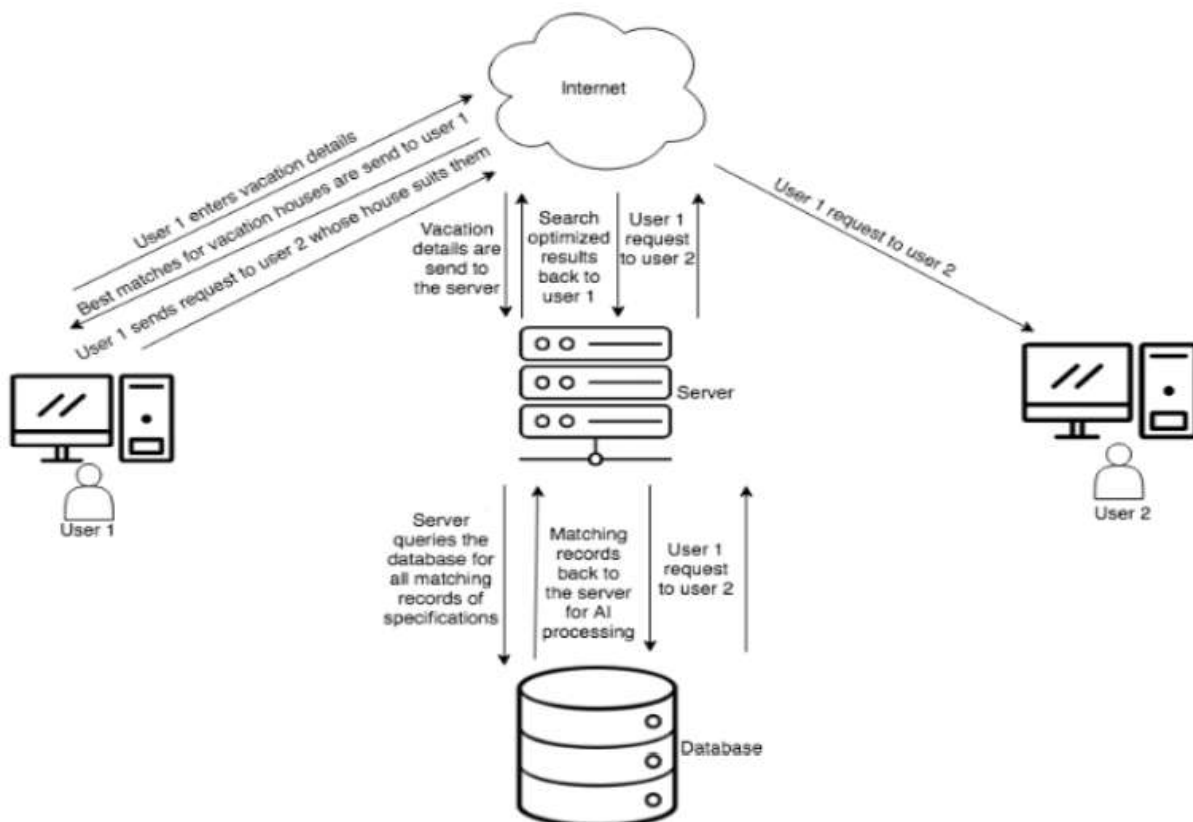 Internet
User 1 enters vacation details
Best matches for vacation houses are send to user 1
User 1 sends request to user 2 whose house suits them
Vacation
details are
send to
the server
Search
optimized
results
back to
user 1
User 1
request
to user 2
User 1 request to user 2
Server
User 1
User 2
Server
queries the
database for
all matching
records of
specifications
Matching
records
back to
the server
for AI
processing
User 1
request
to user 2
Database